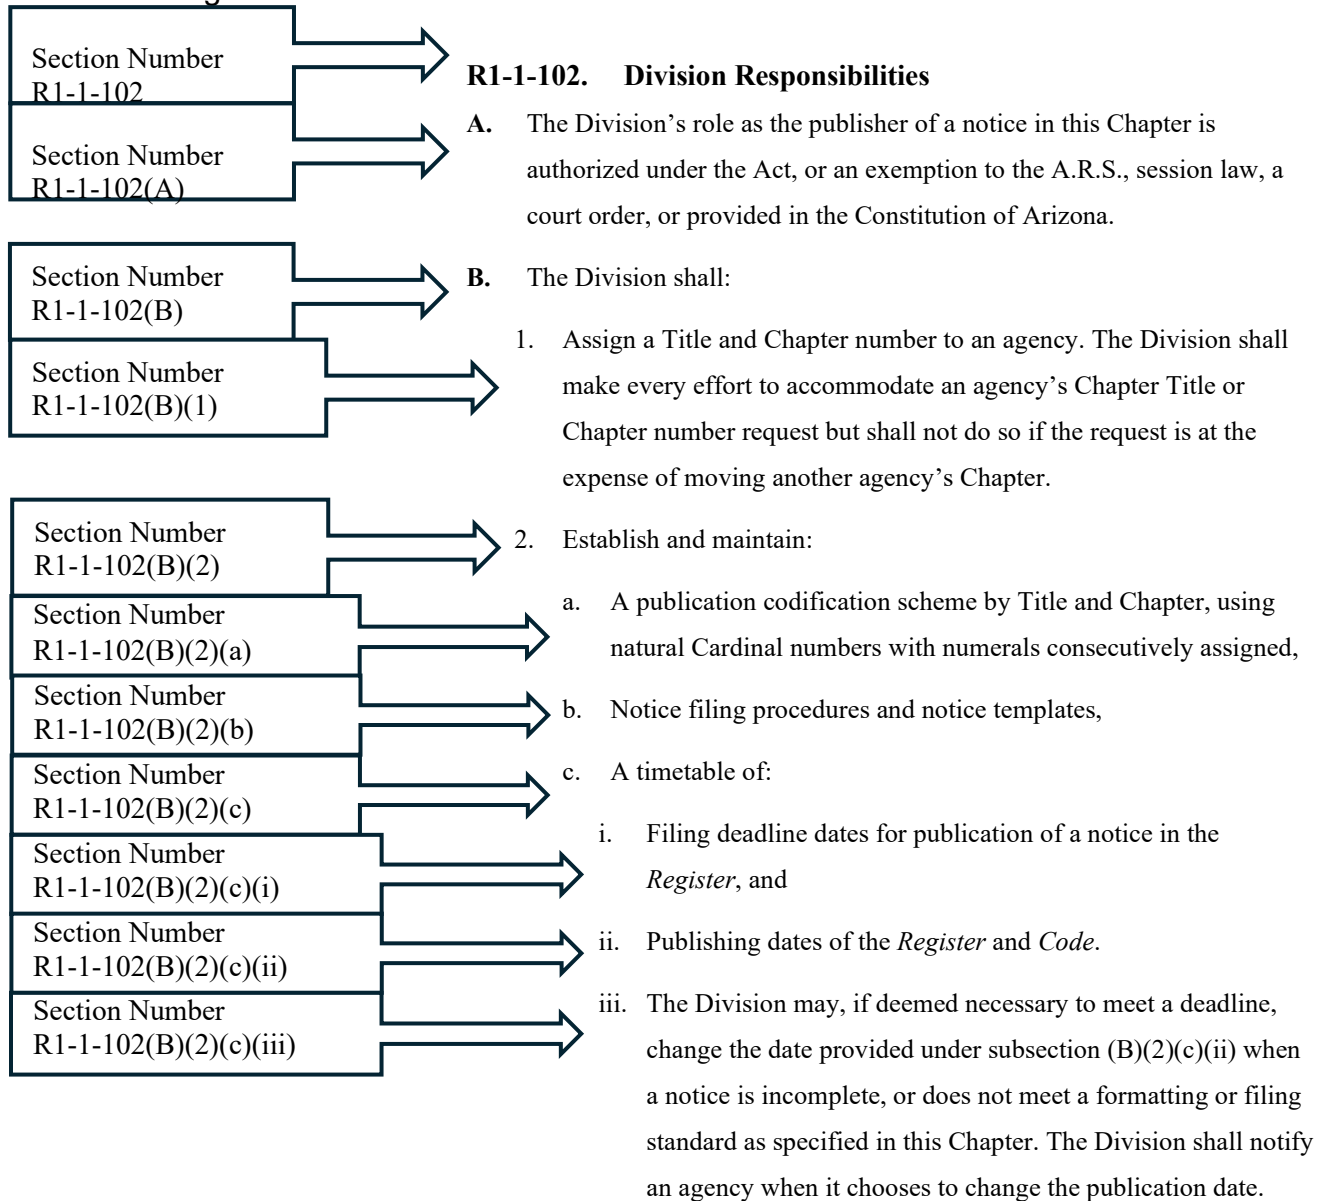 Section Number
R1-1-102
R1-1-102. Division Responsibilities
Section Number
R1-1-102(A)
A. The Division’s role as the publisher of a notice in this Chapter is
authorized under the Act, or an exemption to the A.R.S., session law, a
court order, or provided in the Constitution of Arizona.
Section Number
R1-1-102(B)
B. The Division shall:
Section Number
R1-1-102(B)(1)
1. Assign a Title and Chapter number to an agency. The Division shall
make every effort to accommodate an agency’s Chapter Title or
Chapter number request but shall not do so if the request is at the
expense of moving another agency’s Chapter.
Section Number
R1-1-102(B)(2)
2. Establish and maintain:
Section Number
R1-1-102(B)(2)(a)
a. A publication codification scheme by Title and Chapter, using
natural Cardinal numbers with numerals consecutively assigned,
Section Number
R1-1-102(B)(2)(b)
b. Notice filing procedures and notice templates,
Section Number
R1-1-102(B)(2)(c)
c. A timetable of:
Section Number
R1-1-102(B)(2)(c)(i)
i. Filing deadline dates for publication of a notice in the
Register, and
Section Number
R1-1-102(B)(2)(c)(ii)
ii. Publishing dates of the Register and Code.
Section Number
R1-1-102(B)(2)(c)(iii)
iii. The Division may, if deemed necessary to meet a deadline,
change the date provided under subsection (B)(2)(c)(ii) when
a notice is incomplete, or does not meet a formatting or filing
standard as specified in this Chapter. The Division shall notify
an agency when it chooses to change the publication date.